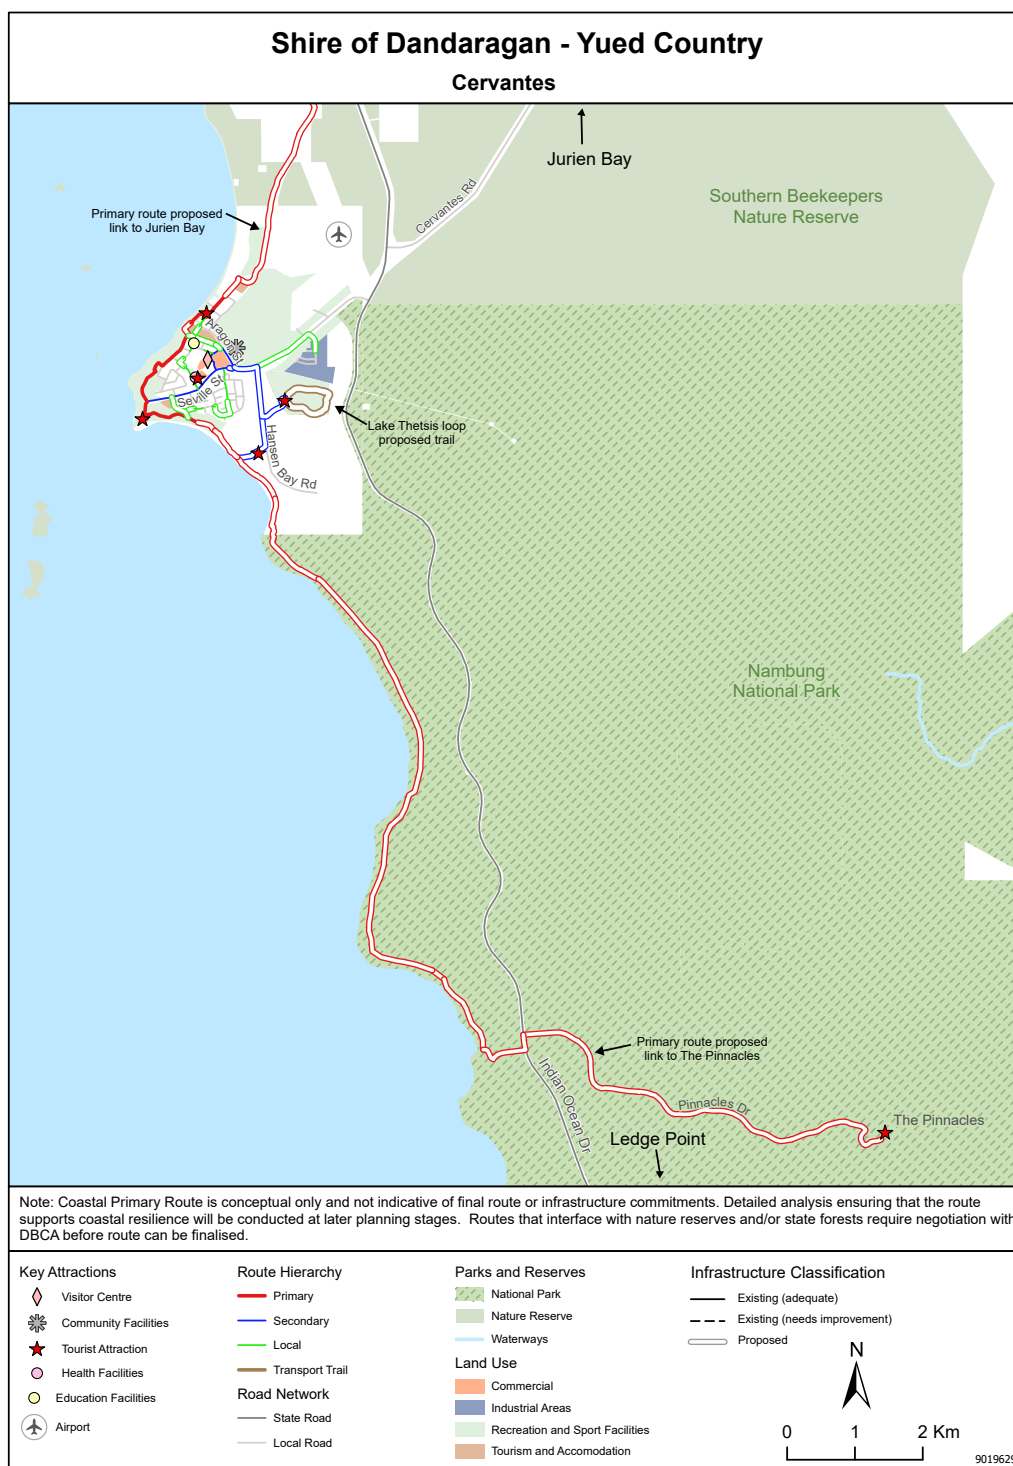 Shire of Dandaragan - Yued Country
Cervantes
Jurien Bay
Cervantes Rd
Southern Beekeepers
Nature Reserve
Primary route proposed
link to Jurien Bay
Aragon St
Seville St
Lake Thetsis loop
proposed trail
Hansen Bay Rd
Nambung
National Park
Primary route proposed
link to The Pinnacles
Indian Ocean Dr
Pinnacles Dr
The Pinnacles
Ledge Point
Note: Coastal Primary Route is conceptual only and not indicative of final route or infrastructure commitments. Detailed analysis ensuring that the route
supports coastal resilience will be conducted at later planning stages. Routes that interface with nature reserves and/or state forests require negotiation with
DBCA before route can be finalised.
Key Attractions
Visitor Centre
Community Facilities
Tourist Attraction
Health Facilities
Education Facilities
Airport
Route Hierarchy
Primary
Secondary
Local
Transport Trail
Road Network
State Road
Local Road
Parks and Reserves
National Park
Nature Reserve
Waterways
Land Use
Commercial
Industrial Areas
Recreation and Sport Facilities
Tourism and Accomodation
Infrastructure Classification
Existing (adequate)
Existing (needs improvement)
Proposed
N
0 1 2 Km
9019629